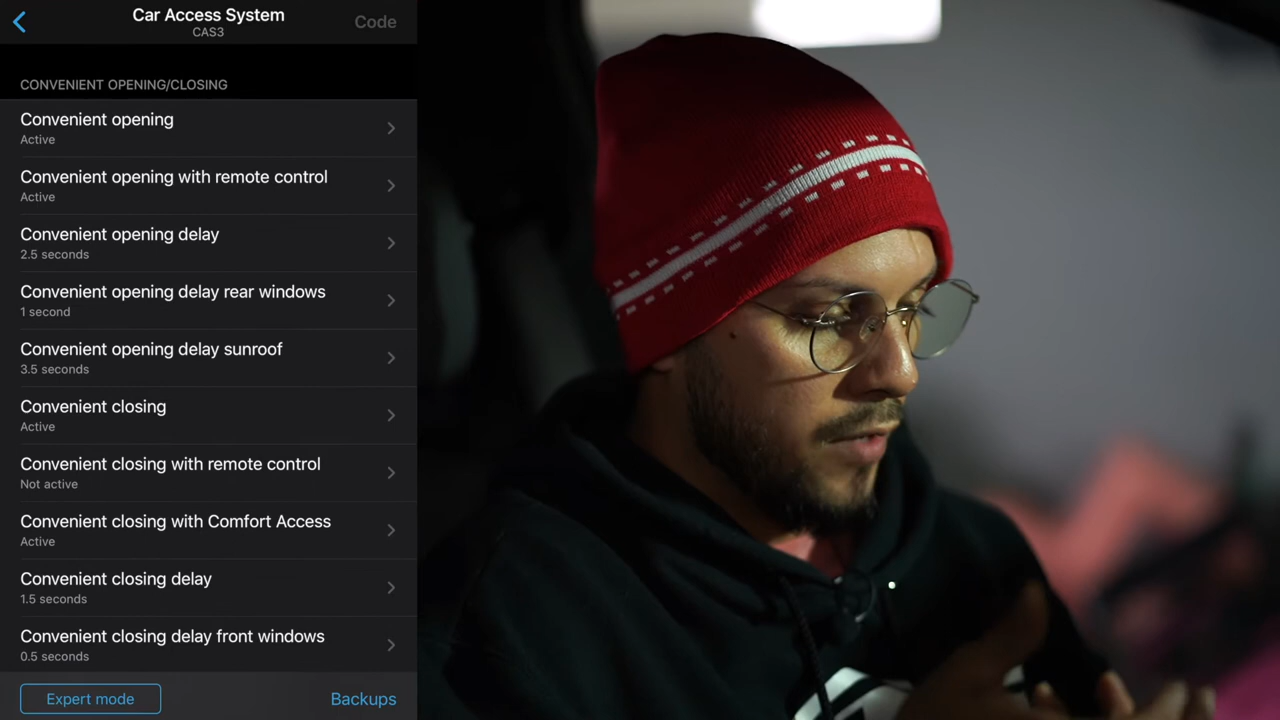 Car Access System
CAS3
Code
CONVENIENT OPENING/CLOSING
Convenient opening
Active
Convenient opening with remote control
Active
Convenient opening delay
2.5 seconds
Convenient opening delay rear windows
1 second
Convenient opening delay sunroof
3.5 seconds
Convenient closing
Active
Convenient closing with remote control
Not active
Convenient closing with Comfort Access
Active
Convenient closing delay
1.5 seconds
Convenient closing delay front windows
0.5 seconds
Expert mode
Backups